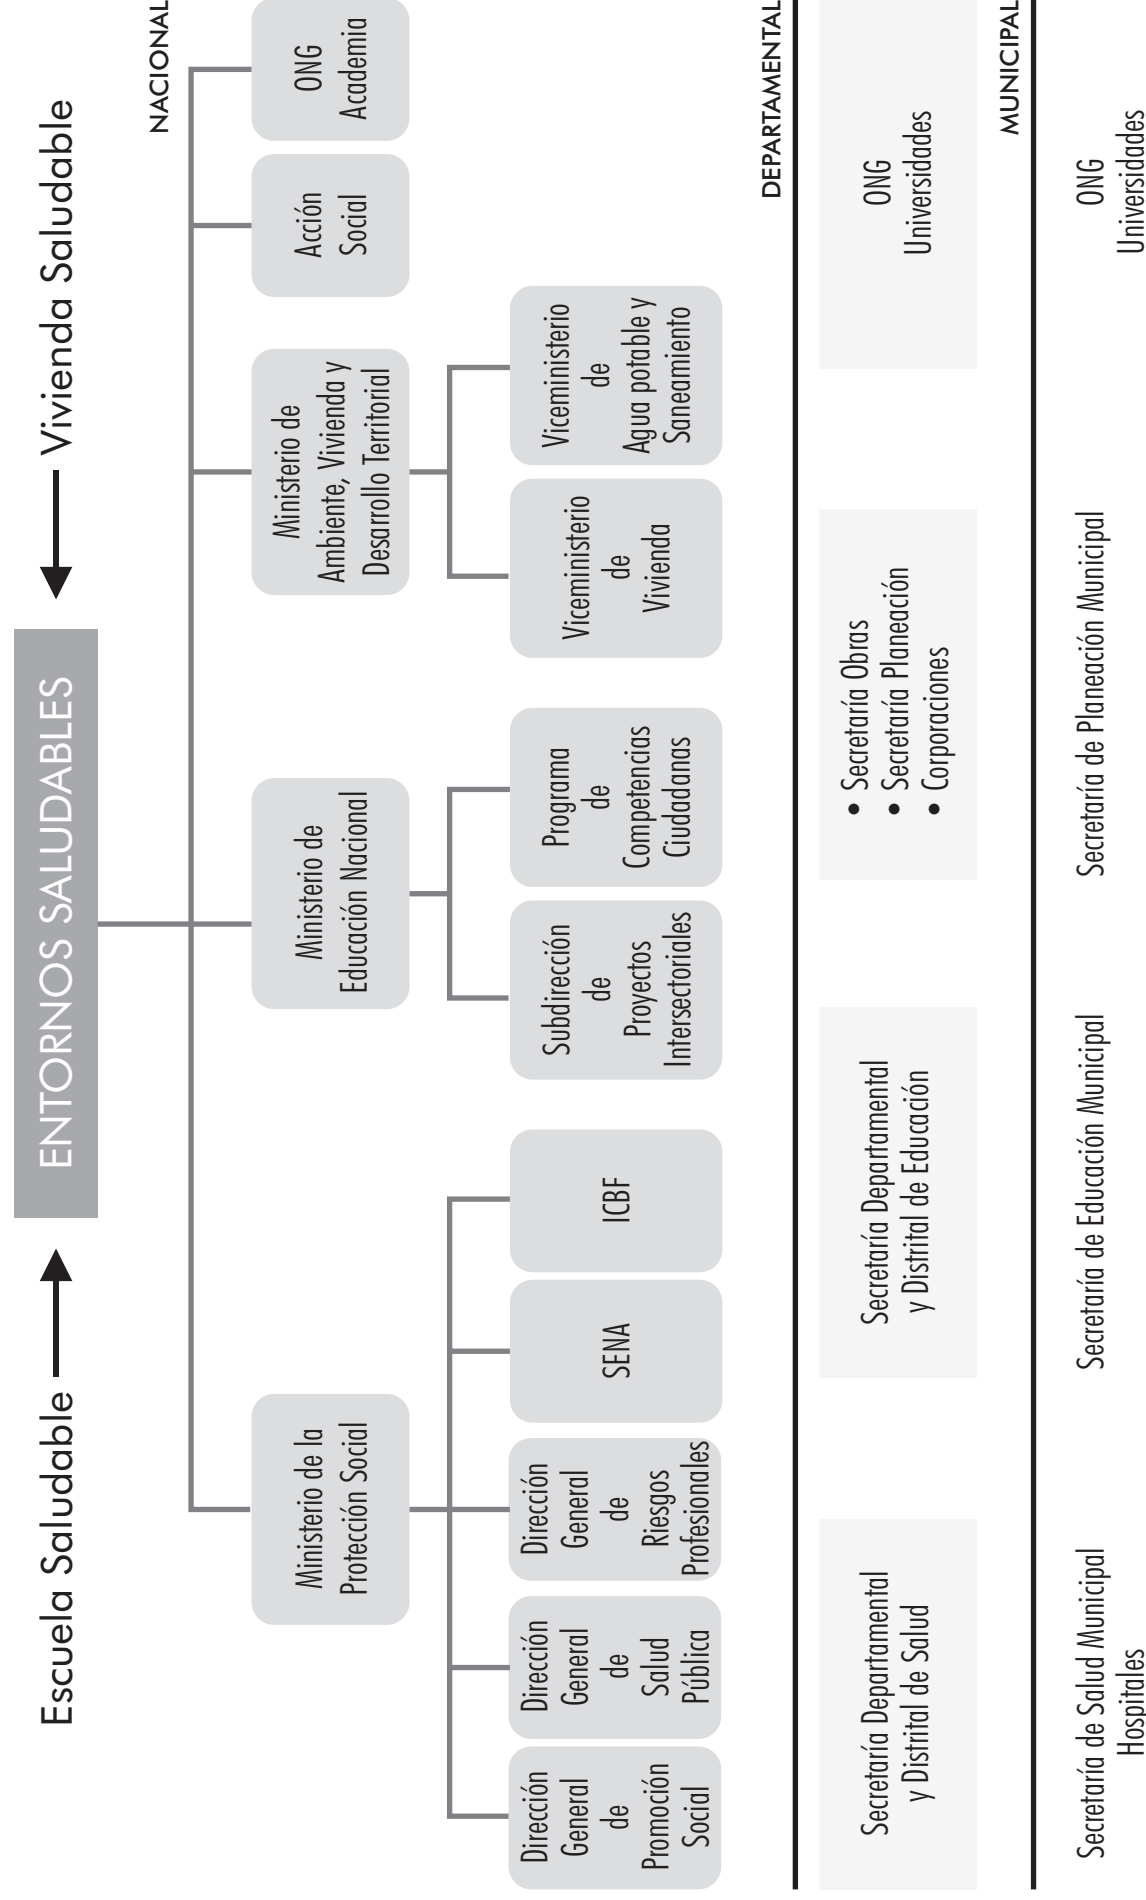 Escuela Saludable
ENTORNOS SALUDABLES
Vivienda Saludable
NACIONAL
Ministerio de la
Protección Social
Ministerio de
Educación Nacional
Ministerio de
Ambiente, Vivienda y
Desarrollo Territorial
Acción
Social
ONG
Academia
Dirección
General
de
Promoción
Social
Dirección
General
de
Salud
Pública
Dirección
General
de
Riesgos
Profesionales
SENA
ICBF
Subdirección
de
Proyectos
Intersectoriales
Programa
de
Competencias
Ciudadanas
Viceministerio
de
Vivienda
Viceministerio
de
Agua potable y
Saneamiento
DEPARTAMENTAL
Secretaría Departamental
y Distrital de Salud
Secretaría Departamental
y Distrital de Educación
• Secretaría Obras
• Secretaría Planeación
• Corporaciones
ONG
Universidades
MUNICIPAL
Secretaría de Salud Municipal
Hospitales
Secretaría de Educación Municipal
Secretaría de Planeación Municipal
ONG
Universidades